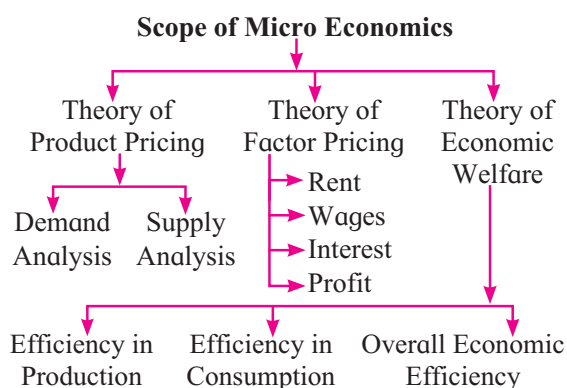 Scope of Micro Economics
Theory of
Product Pricing
Theory of
Factor Pricing
Theory of
Economic
Welfare
Demand
Analysis
Supply
Analysis
Rent
Wages
Interest
Profit
Efficiency in
Production
Efficiency in
Consumption
Overall Economic
Efficiency